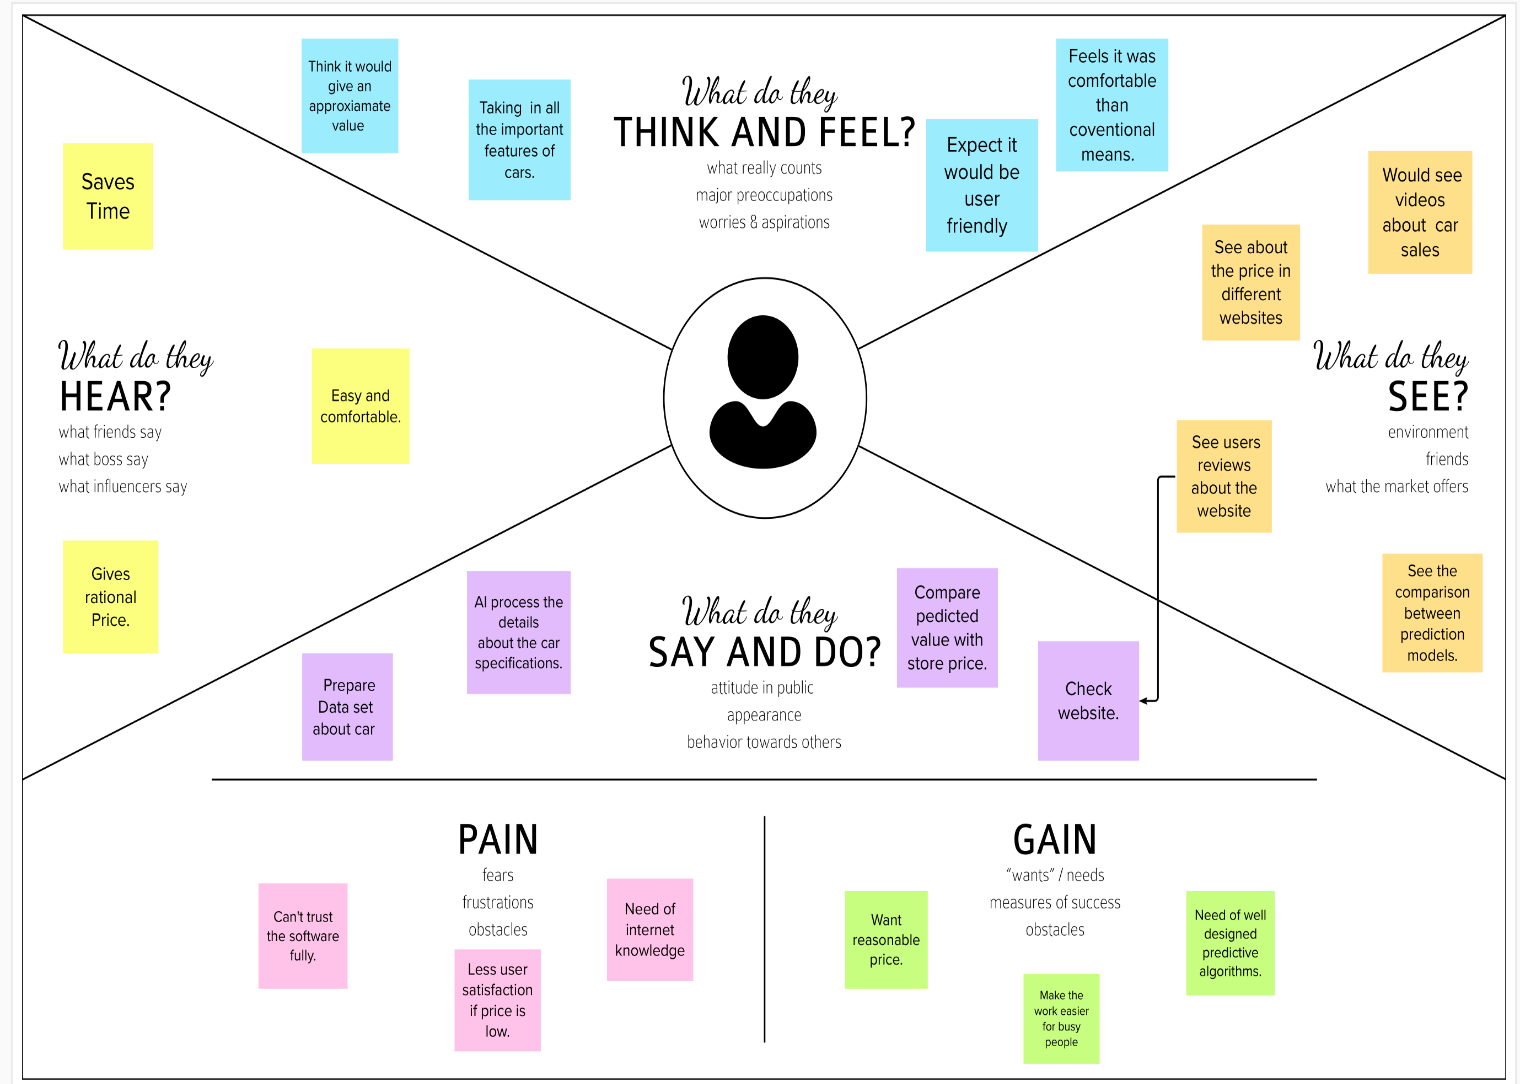 Think it would
give an
approxiamate
value
Taking in all
the important
features of
cars.
What do they
THINK AND FEEL?
what really counts
major preoccupations
worries & aspirations
Expect it
would be
user
friendly
Feels it was
comfortable
than
coventional
means.
Saves
Time
What do they
HEAR?
what friends say
what boss say
what influencers say
Easy and
comfortable.
Gives
rational
Price.
Would see
videos
about car
sales
See about
the price in
different
websites
What do they
SEE?
environment
friends
what the market offers
See users
reviews
about the
website
See the
comparison
between
prediction
models.
Prepare
Data set
about car
AI process the
details
about the car
specifications.
What do they
SAY AND DO?
attitude in public
appearance
behavior towards others
Compare
pedicted
value with
store price.
Check
website.
PAIN
fears
frustrations
obstacles
Can't trust
the software
fully.
Less user
satisfaction
if price is
low.
Need of
internet
knowledge
GAIN
“wants” / needs
measures of success
obstacles
Want
reasonable
price.
Make the
work easier
for busy
people
Need of well
designed
predictive
algorithms.